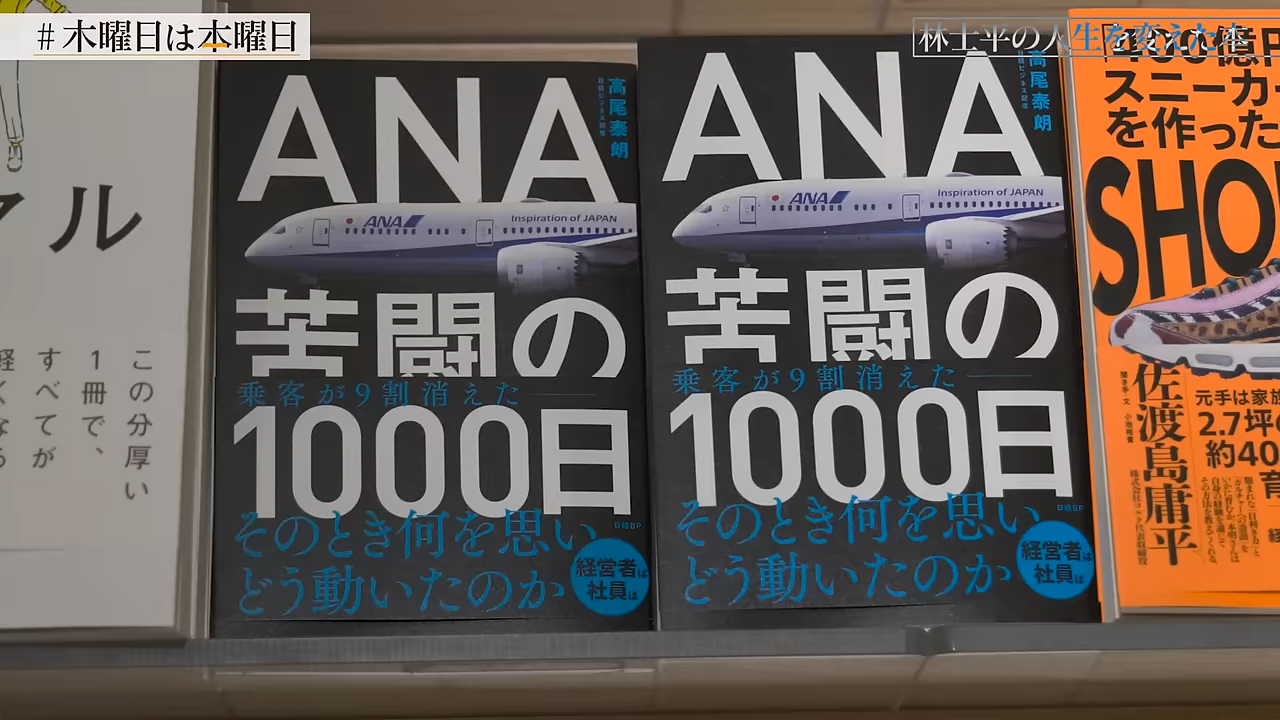 #木曜日は本曜日
林士平の人生を変えた本
アル
この分厚い
1冊で、
すべてが
軽くなる
ANA
高尾泰朗
日経ビジネス記者
ANA
Inspiration of JAPAN
苦闘の
乗客が9割消えた
1000日
日経BP
そのとき何を思い
どう動いたのか
経営者は
社員は
ANA
高尾泰朗
日経ビジネス記者
ANA
Inspiration of JAPAN
苦闘の
乗客が9割消えた
1000日
日経BP
そのとき何を思い
どう動いたのか
経営者は
社員は
スニーカー
を作った
SHO
佐渡島庸平
元手は家族
2.7坪の
約40
育